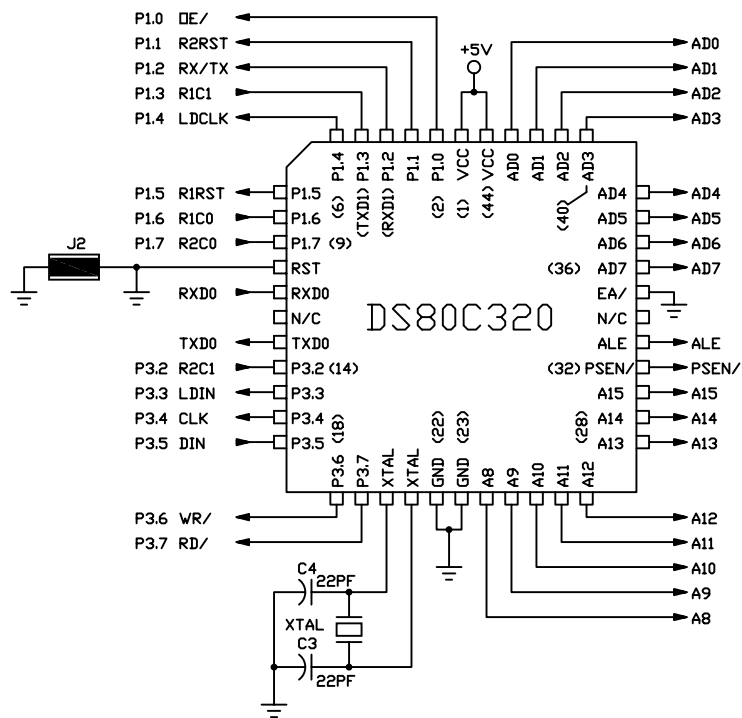 P1.0 OE/
P1.1 R2RST
P1.2 RX/TX
P1.3 R1C1
P1.4 LDCLK
+5V
AD0
AD1
AD2
AD3
P1.4
P1.3
P1.2
P1.1
P1.0
VCC
VCC
AD0
AD1
AD2
AD3
(6)
(TXD1)
(RXD1)
(2)
(1)
(44)
(40)
P1.5 R1RST
P1.5
AD4
AD4
P1.6 R1C0
P1.6
AD5
AD5
P1.7 R2C0
P1.7 (9)
AD6
AD6
J2
RST
(36) AD7
AD7
RXD0
RXD0
EA/
DS80C320
N/C
N/C
TXD0
TXD0
ALE
ALE
P3.2 R2C1
P3.2 (14)
(32) PSEN/
PSEN/
P3.3 LDIN
P3.3
A15
A15
P3.4 CLK
P3.4
A14
A14
P3.5 DIN
P3.5
A13
A13
(18)
(22)
(23)
(28)
P3.6
P3.7
XTAL
XTAL
GND
GND
A8
A9
A10
A11
A12
P3.6 WR/
A12
P3.7 RD/
A11
A10
A9
A8
C4
22PF
XTAL
C3
22PF